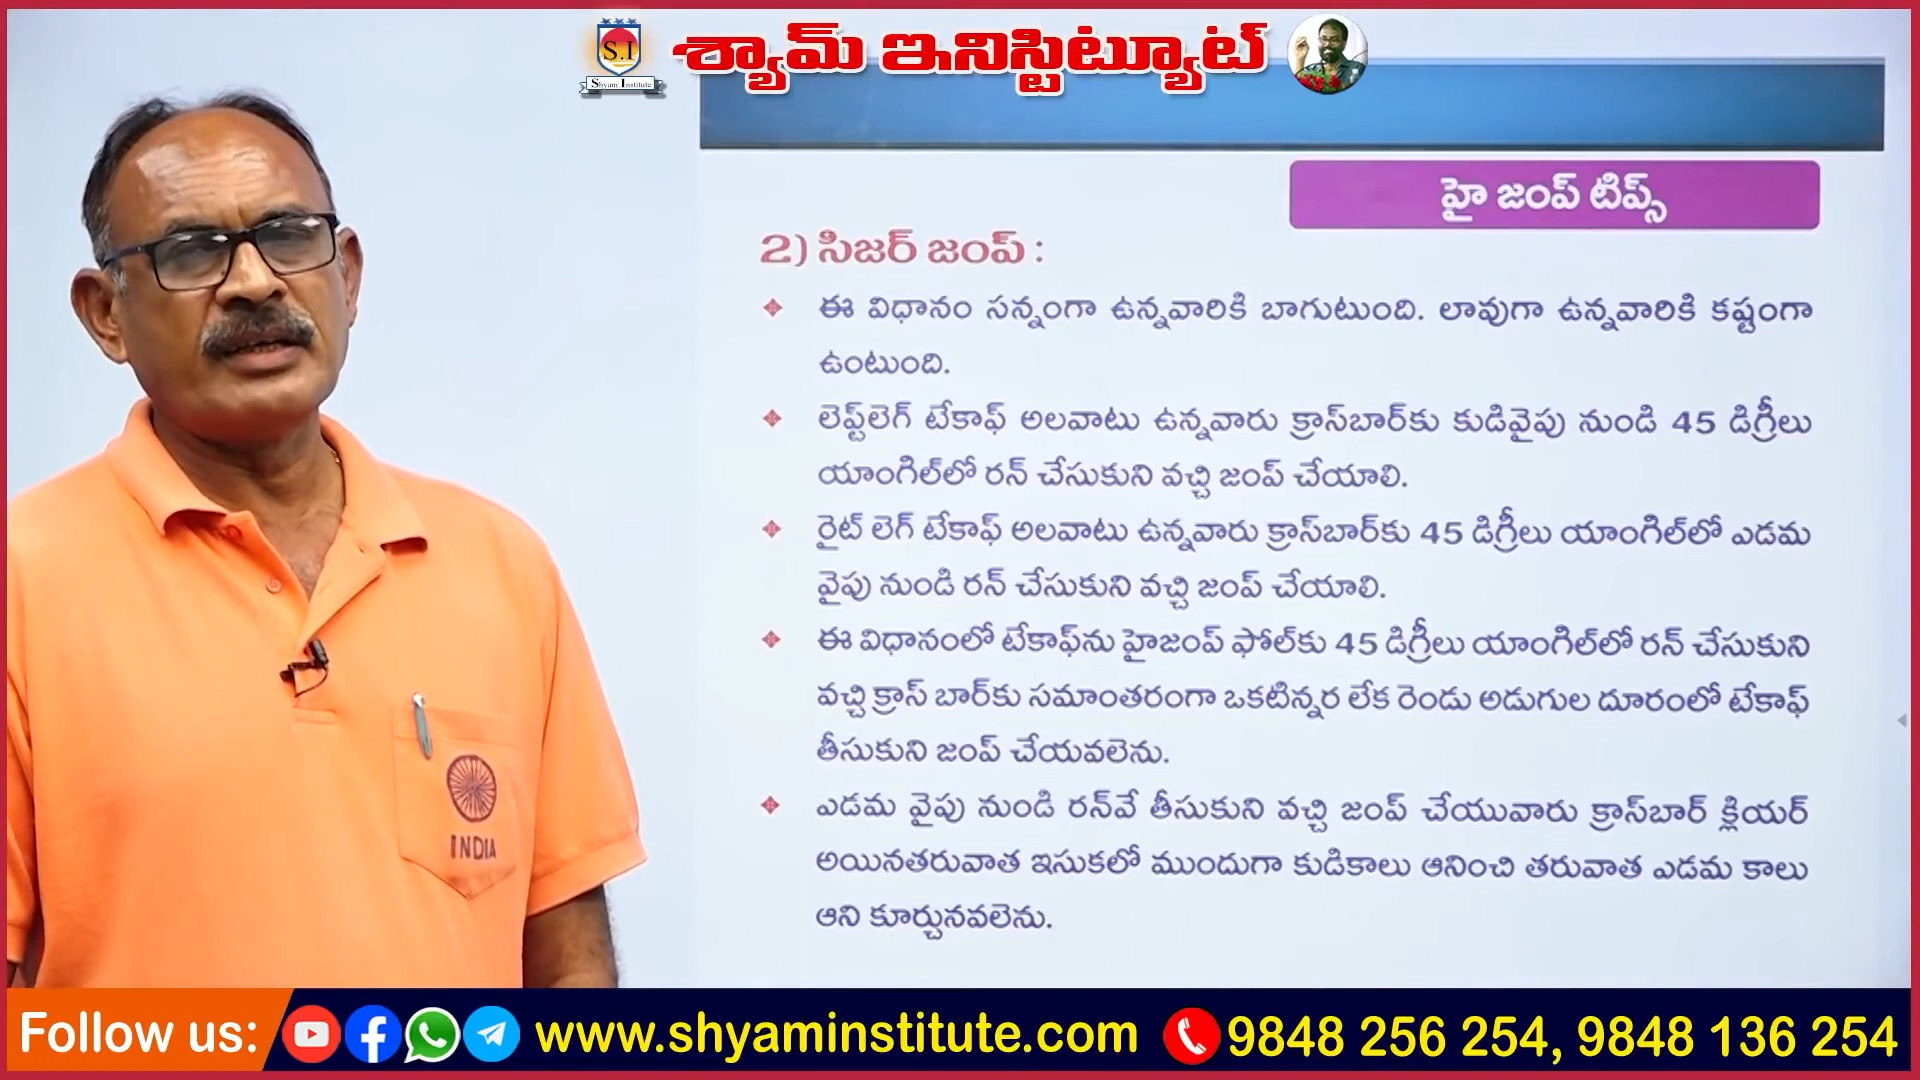 S.I
Shyam Institute
శ్యామ్ ఇనిస్టిట్యూట్
హై జంప్ టిప్స్
2) సిజర్ జంప్ :
ఈ విధానం సన్నంగా ఉన్నవారికి బాగుటుంది. లావుగా ఉన్నవారికి కష్టంగా
ఉంటుంది.
లెఫ్ట్‌లెగ్ టేకాఫ్ అలవాటు ఉన్నవారు క్రాస్‌బార్‌కు కుడివైపు నుండి 45 డిగ్రీలు
యాంగిల్‌లో రన్ చేసుకుని వచ్చి జంప్ చేయాలి.
రైట్ లెగ్ టేకాఫ్ అలవాటు ఉన్నవారు క్రాస్‌బార్‌కు 45 డిగ్రీలు యాంగిల్‌లో ఎడమ
వైపు నుండి రన్ చేసుకుని వచ్చి జంప్ చేయాలి.
ఈ విధానంలో టేకాఫ్‌ను హైజంప్ ఫోల్‌కు 45 డిగ్రీలు యాంగిల్‌లో రన్ చేసుకుని
వచ్చి క్రాస్ బార్‌కు సమాంతరంగా ఒకటిన్నర లేక రెండు అడుగుల దూరంలో టేకాఫ్
తీసుకుని జంప్ చేయవలెను.
ఎడమ వైపు నుండి రన్‌వే తీసుకుని వచ్చి జంప్ చేయువారు క్రాస్‌బార్ క్లియర్
అయినతరువాత ఇసుకలో ముందుగా కుడికాలు ఆనించి తరువాత ఎడమ కాలు
ఆని కూర్చునవలెను.
INDIA
Follow us: www.shyaminstitute.com 9848 256 254, 9848 136 254